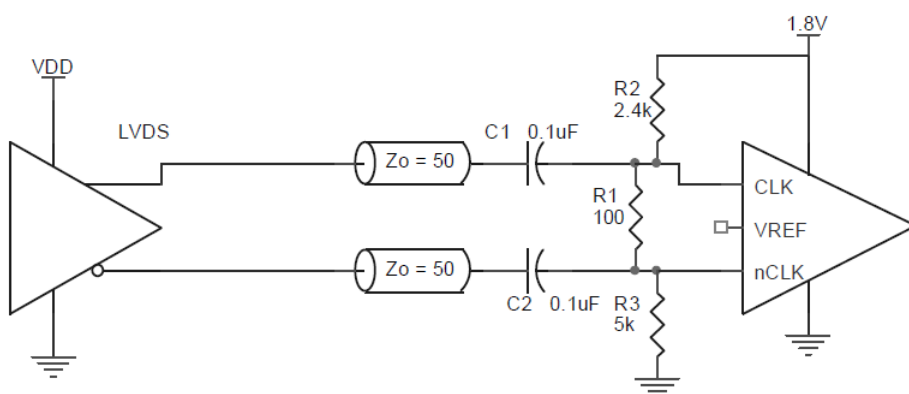 1.8V
VDD
R2
2.4k
LVDS
C1 0.1uF
Zo = 50
CLK
R1
100
VREF
Zo = 50
nCLK
C2 0.1uF
R3
5k